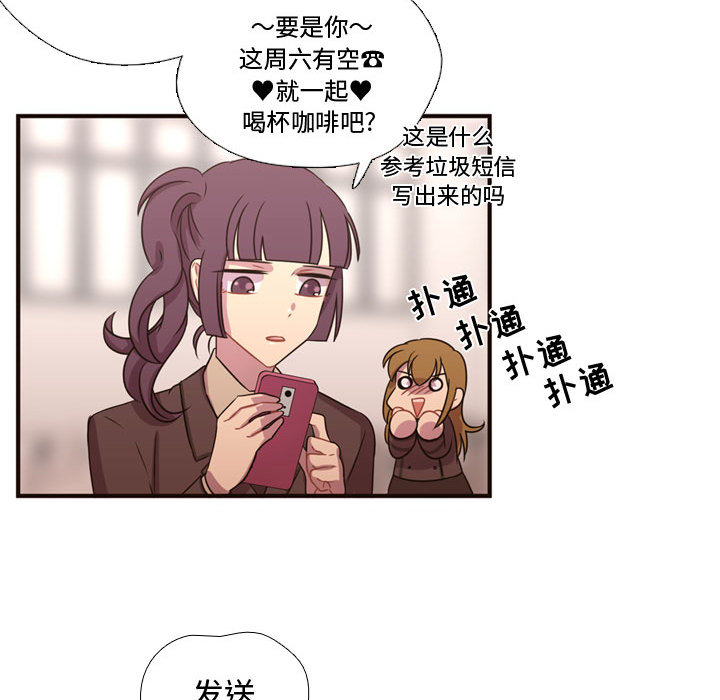 ～要是你～
这周六有空☎
♥就一起♥
喝杯咖啡吧?
这是什么
参考垃圾短信
写出来的吗
扑通
扑通
扑通
扑通
发送